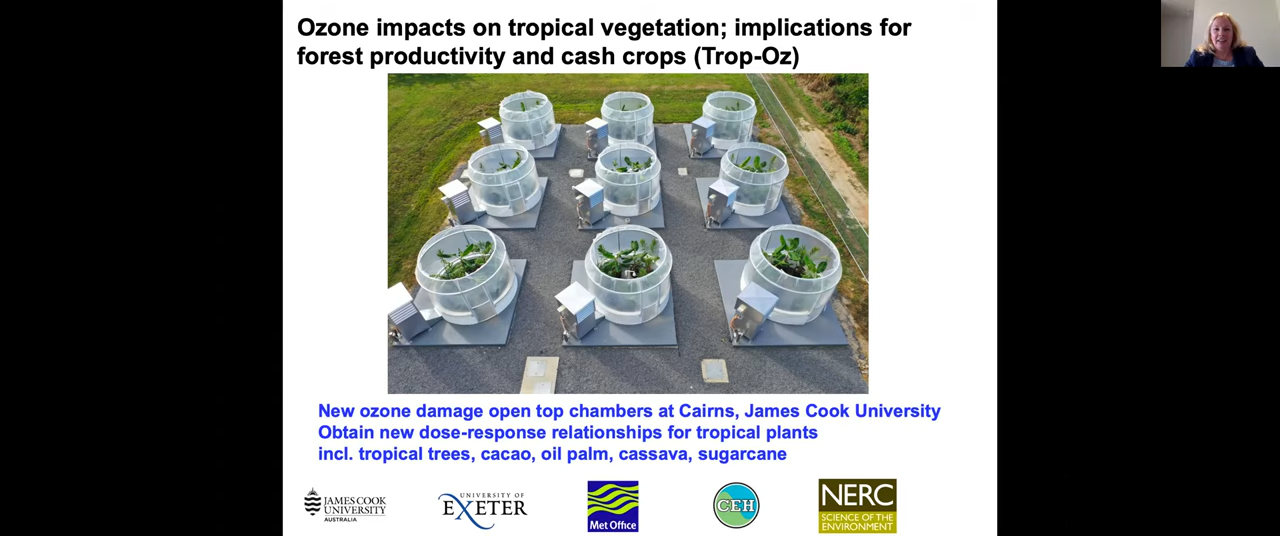 Ozone impacts on tropical vegetation; implications for
forest productivity and cash crops (Trop-Oz)
New ozone damage open top chambers at Cairns, James Cook University
Obtain new dose-response relationships for tropical plants
incl. tropical trees, cacao, oil palm, cassava, sugarcane
JAMES COOK
UNIVERSITY
AUSTRALIA
UNIVERSITY OF
EXETER
Met Office
CEH
NERC
SCIENCE OF THE
ENVIRONMENT